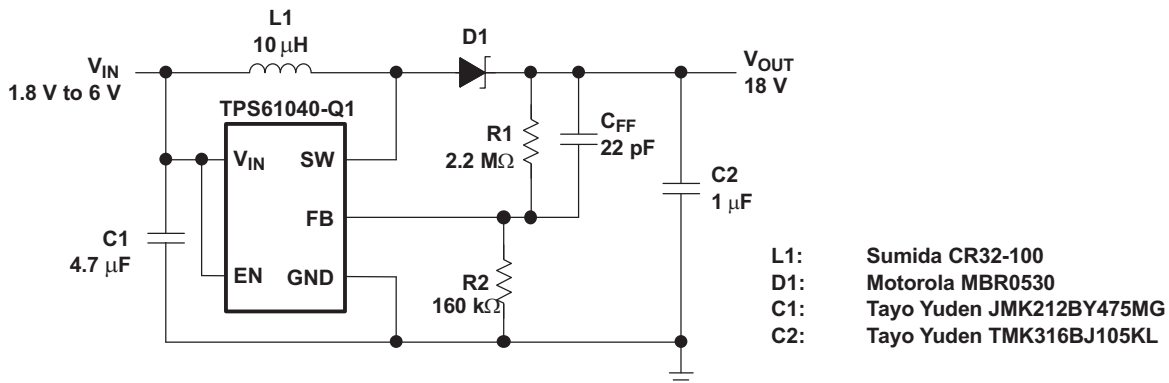 L1
10 μH
D1
V_IN
1.8 V to 6 V
V_OUT
18 V
TPS61040-Q1
V_IN
SW
FB
EN
GND
R1
2.2 MΩ
C_FF
22 pF
C2
1 μF
C1
4.7 μF
R2
160 kΩ
L1: Sumida CR32-100
D1: Motorola MBR0530
C1: Tayo Yuden JMK212BY475MG
C2: Tayo Yuden TMK316BJ105KL